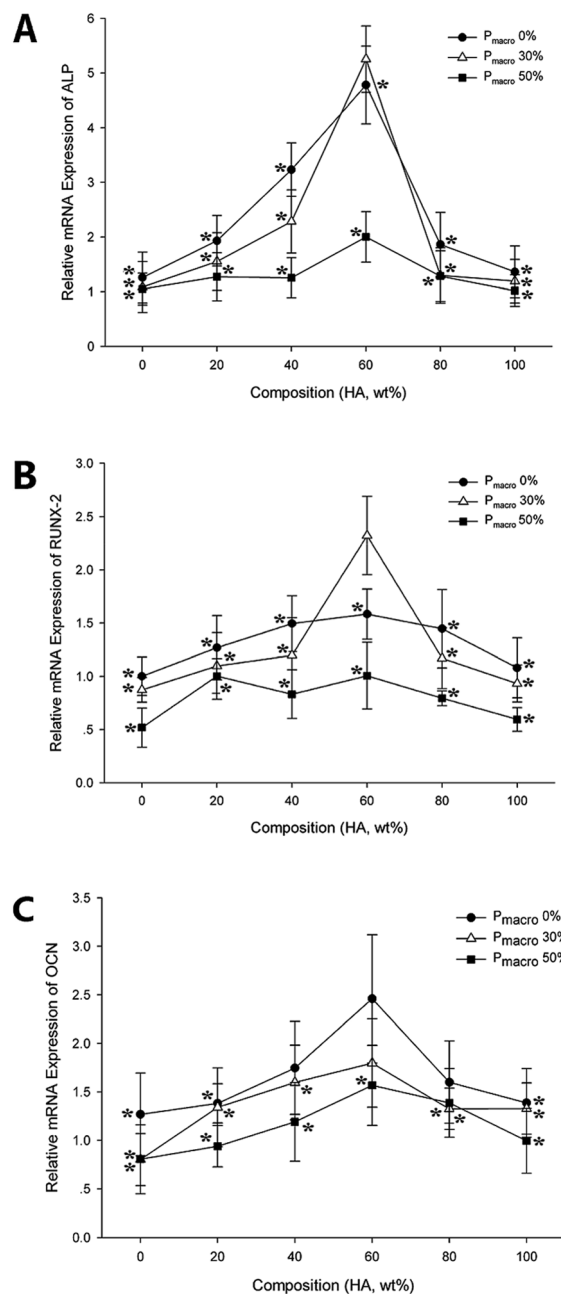 A
Relative mRNA Expression of ALP
6
5
4
3
2
1
0
P macro 0%
P macro 30%
P macro 50%
* * * * * * * * * * * * * * * * *
0 20 40 60 80 100
Composition (HA, wt%)
B
Relative mRNA Expression of RUNX-2
3.0
2.5
2.0
1.5
1.0
.5
0.0
P macro 0%
P macro 30%
P macro 50%
* * * * * * * * * * * * * * * * *
0 20 40 60 80 100
Composition (HA, wt%)
C
Relative mRNA Expression of OCN
3.5
3.0
2.5
2.0
1.5
1.0
.5
0.0
P macro 0%
P macro 30%
P macro 50%
* * * * * * * * * * * * * *
0 20 40 60 80 100
Composition (HA, wt%)